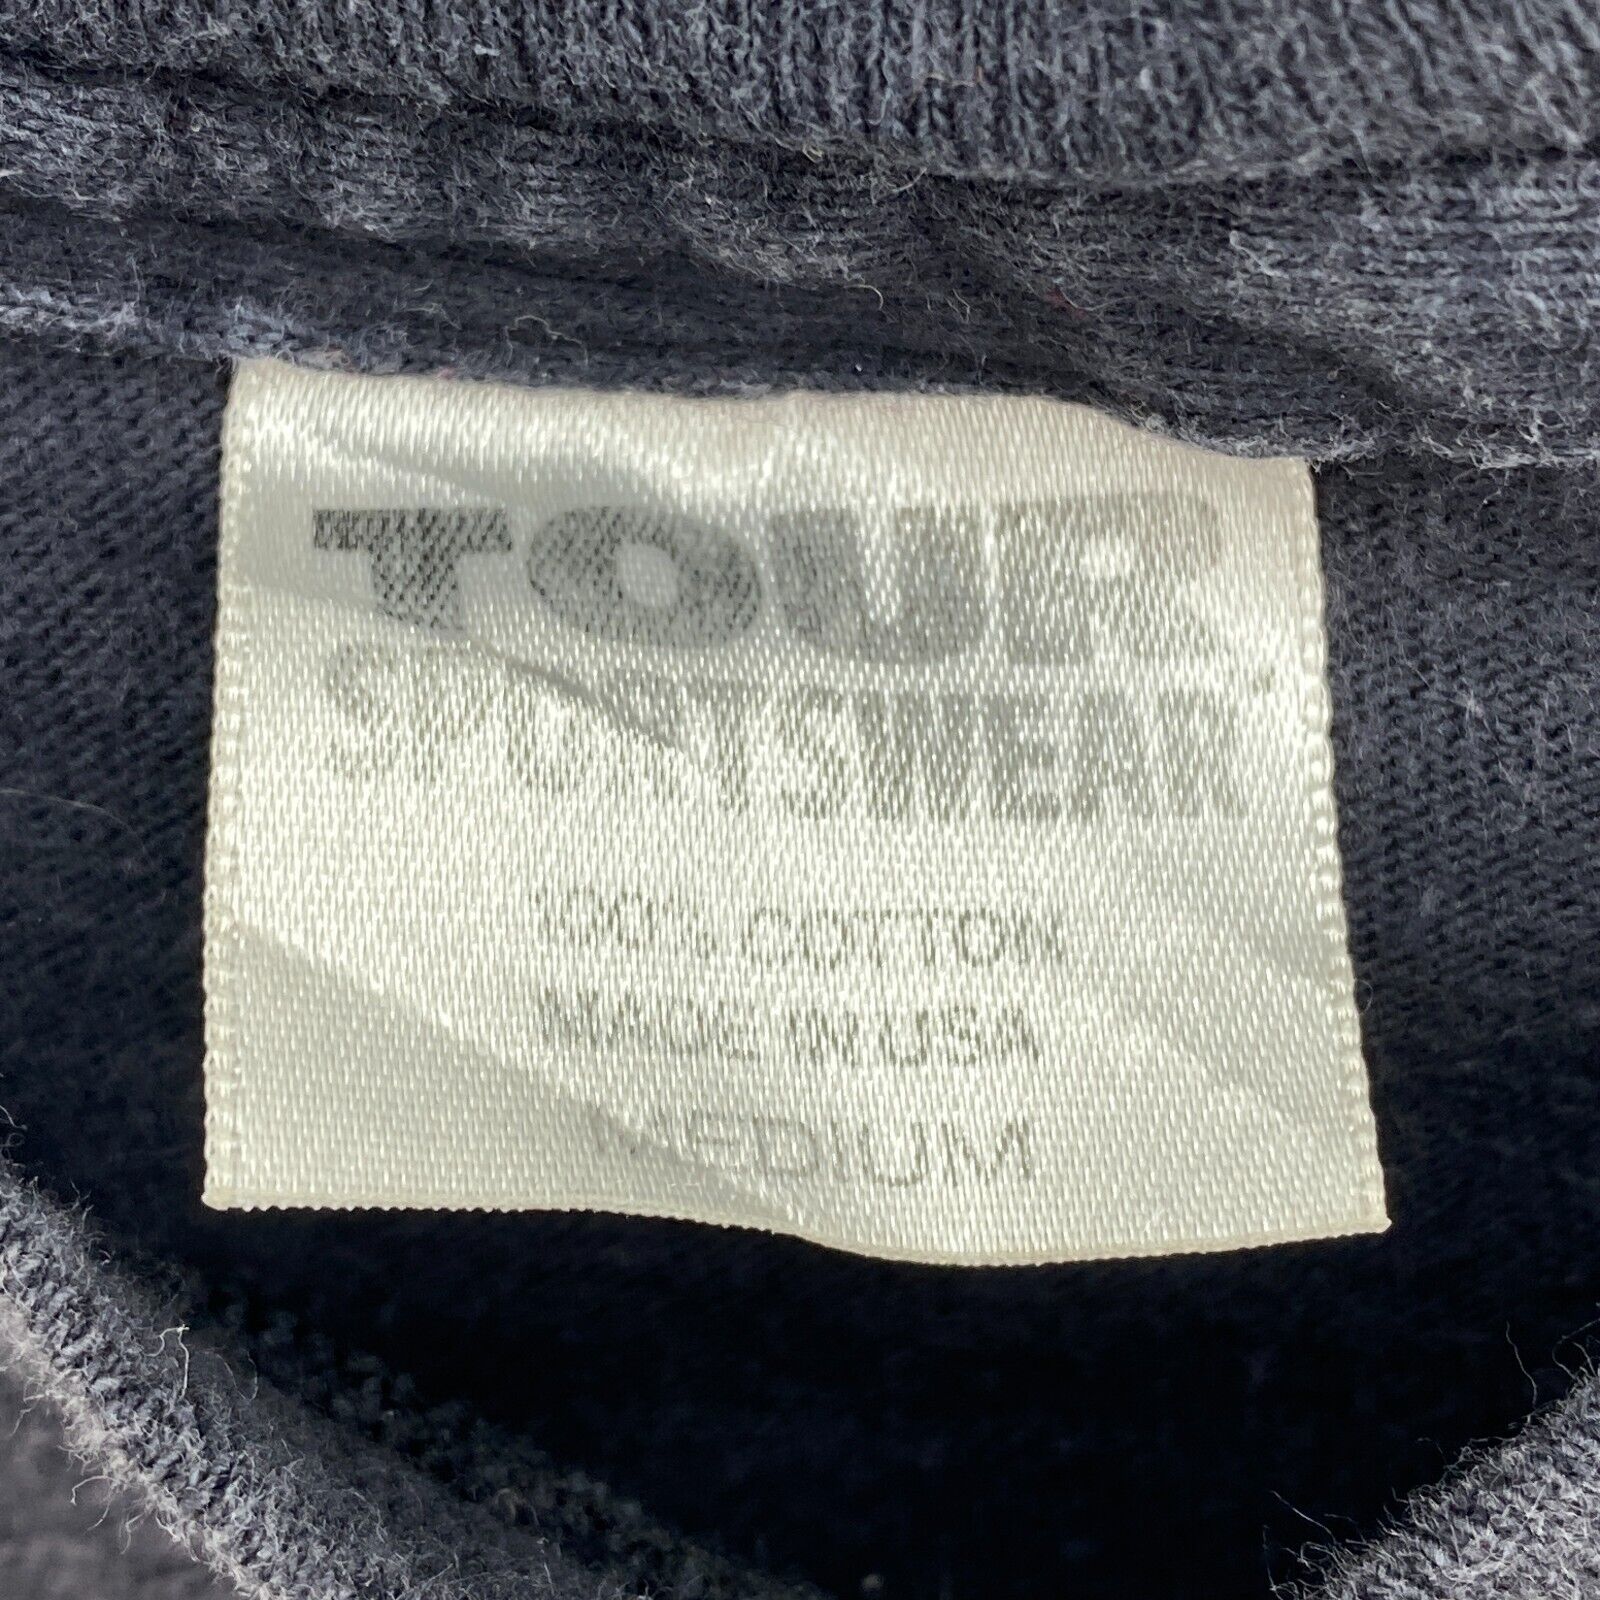 TOUR
SPORTSWEAR
100% COTTON
MADE IN USA
MEDIUM